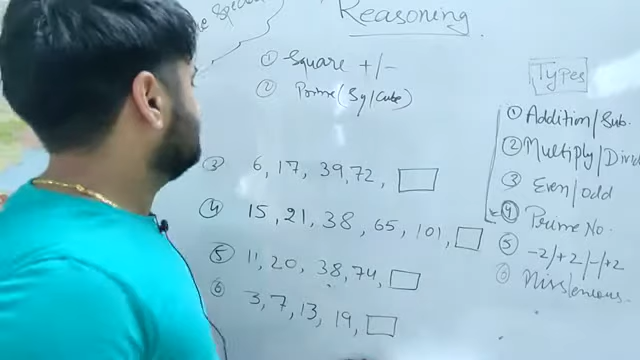 Reasoning
① Square +/-
② Prime (Sq/Cube)
③ 6, 17, 39, 72,
④ 15, 21, 38, 65, 101,
⑤ 11, 20, 38, 74,
⑥ 3, 7, 13, 19,
Types
① Addition/Sub.
② Multiply/Divid
③ Even/odd
④ Prime No.
⑤ -2/+2/-/+2
⑥